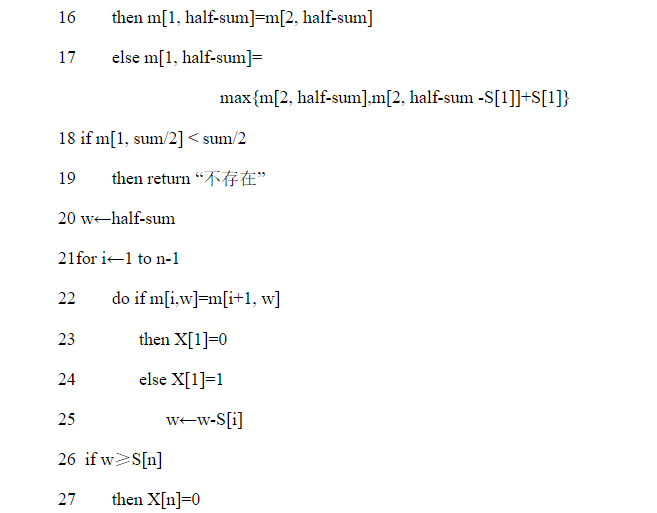 16 then m[1, half-sum]=m[2, half-sum]
17 else m[1, half-sum]=
max{m[2, half-sum],m[2, half-sum -S[1]]+S[1]}
18 if m[1, sum/2] < sum/2
19 then return “不存在”
20 w←half-sum
21for i←1 to n-1
22 do if m[i,w]=m[i+1, w]
23 then X[1]=0
24 else X[1]=1
25 w←w-S[i]
26 if w≥S[n]
27 then X[n]=0